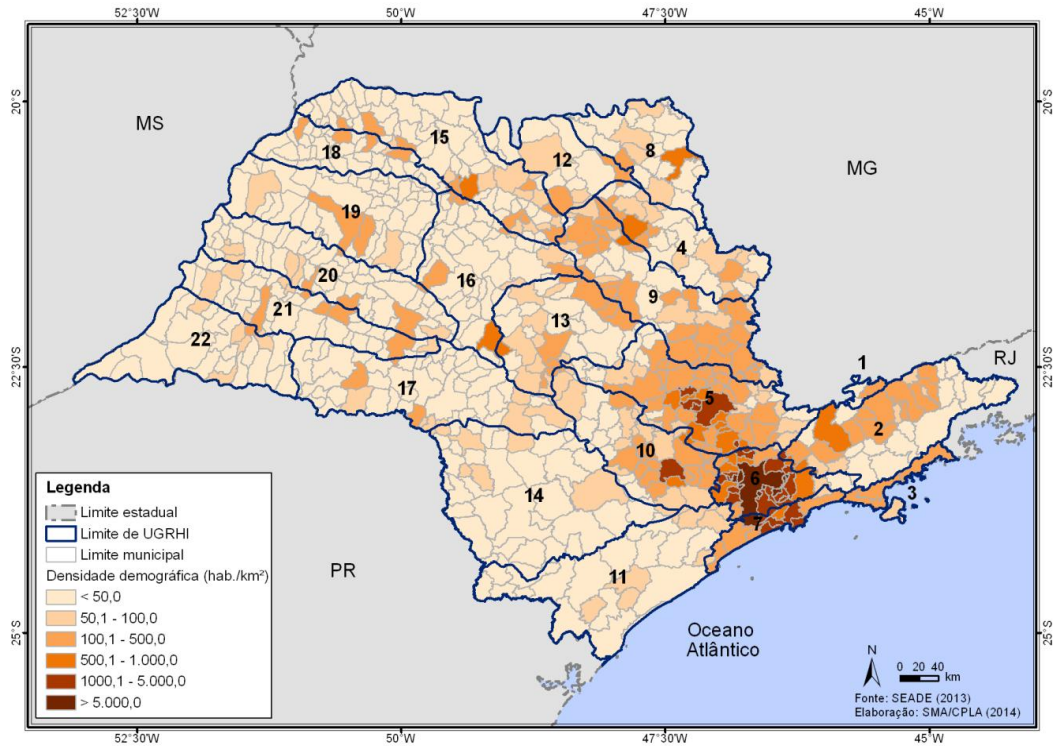 52°30'W 50°W 47°30'W 45°W
20°S 20°S
MS
MG
15
18
12
8
19
4
20
16
9
21
13
22
17
1
RJ
22°30'S 22°30'S
5
2
10
6
3
14
7
PR
11
Oceano
Atlântico
25°S 25°S
Legenda
Limite estadual
Limite de UGRHI
Limite municipal
Densidade demográfica (hab./km²)
< 50,0
50,1 - 100,0
100,1 - 500,0
500,1 - 1.000,0
1000,1 - 5.000,0
> 5.000,0
N
0 20 40
km
Fonte: SEADE (2013)
Elaboração: SMA/CPLA (2014)
52°30'W 50°W 47°30'W 45°W